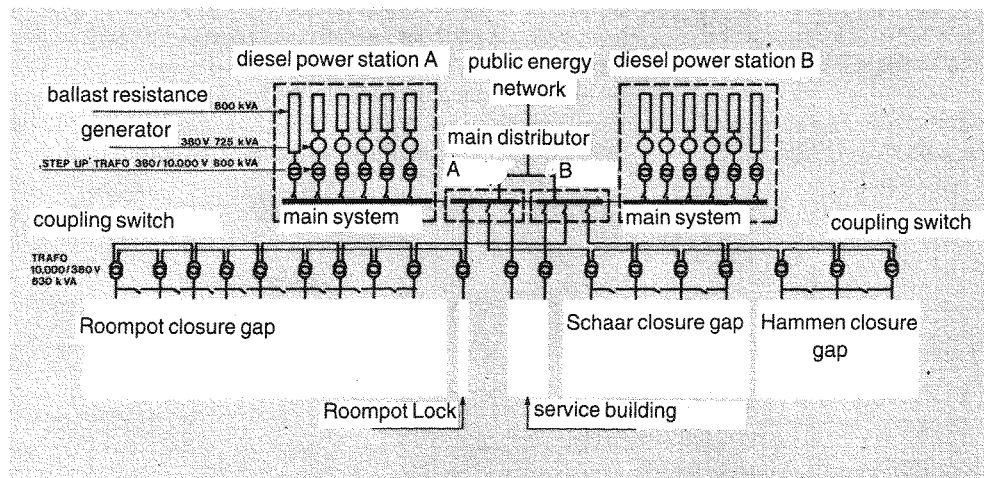 diesel power station A
public energy
network
diesel power station B
ballast resistance
800 kVA
generator
380V 725 kVA
main distributor
"STEP UP" TRAFO 380/10.000 V 800 kVA
A
B
main system
main system
coupling switch
coupling switch
TRAFO
10.000/380 V
630 kVA
Roompot closure gap
Schaar closure gap
Hammen closure
gap
Roompot Lock
service building